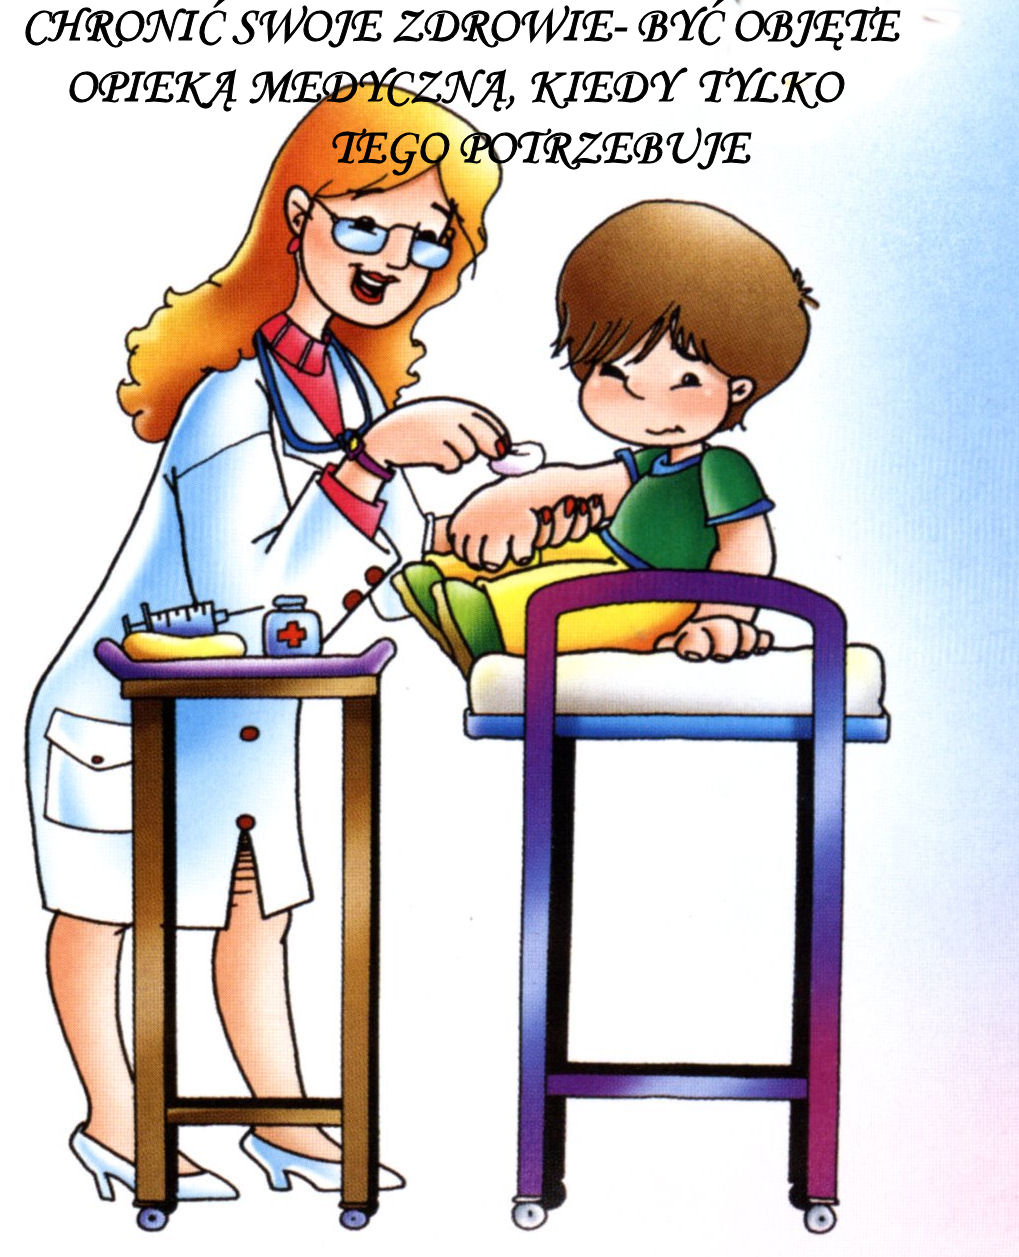 CHRONIĆ SWOJE ZDROWIE- BYĆ OBJĘTE
OPIEKĄ MEDYCZNĄ, KIEDY TYLKO
TEGO POTRZEBUJE